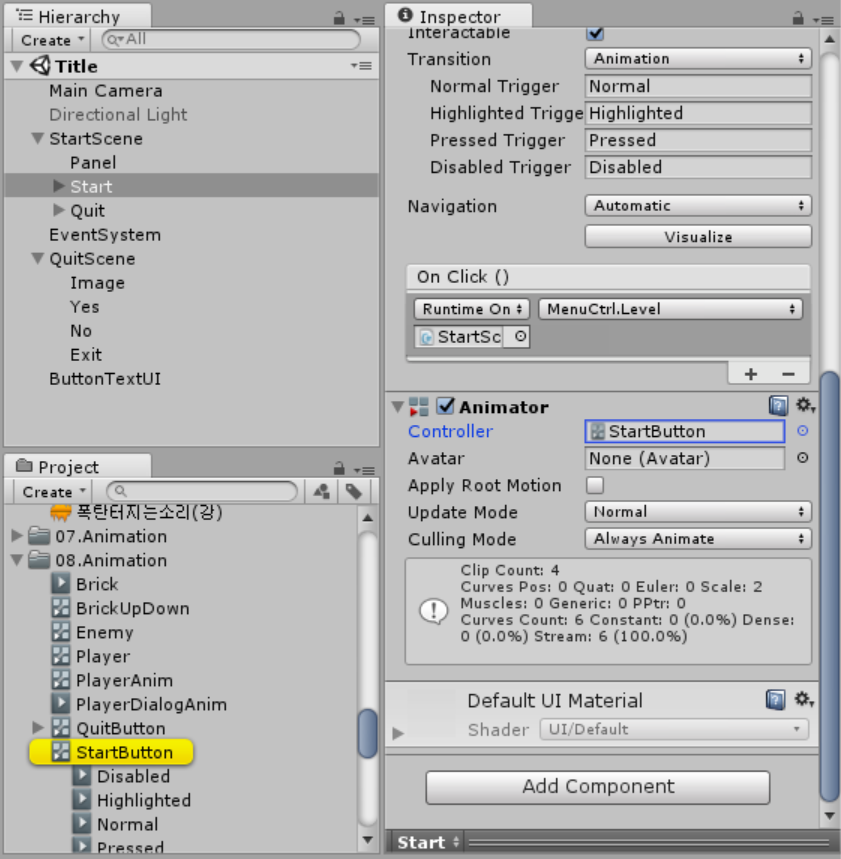 Hierarchy
Create
All
Title
Main Camera
Directional Light
StartScene
Panel
Start
Quit
EventSystem
QuitScene
Image
Yes
No
Exit
ButtonTextUI
Project
Create
폭탄터지는소리(강)
07.Animation
08.Animation
Brick
BrickUpDown
Enemy
Player
PlayerAnim
PlayerDialogAnim
QuitButton
StartButton
Disabled
Highlighted
Normal
Pressed
Inspector
Interactable
Transition Animation
Normal Trigger Normal
Highlighted Trigge Highlighted
Pressed Trigger Pressed
Disabled Trigger Disabled
Navigation Automatic
Visualize
On Click ()
Runtime On MenuCtrl.Level
StartSc
Animator
Controller StartButton
Avatar None (Avatar)
Apply Root Motion
Update Mode Normal
Culling Mode Always Animate
Clip Count: 4
Curves Pos: 0 Quat: 0 Euler: 0 Scale: 2
Muscles: 0 Generic: 0 PPtr: 0
Curves Count: 6 Constant: 0 (0.0%) Dense:
0 (0.0%) Stream: 6 (100.0%)
Default UI Material
Shader UI/Default
Add Component
Start